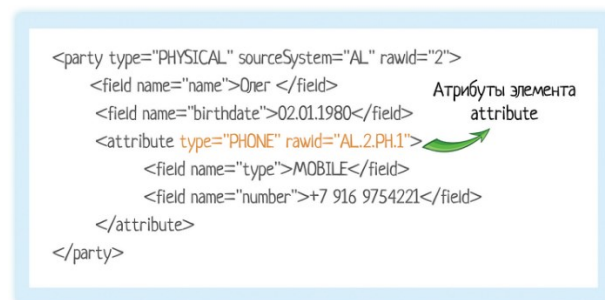 <party type="PHYSICAL" sourceSystem="AL" rawId="2">
<field name="name">Олег </field>
<field name="birthdate">02.01.1980</field>
<attribute type="PHONE" rawId="AL.2.PH.1">
<field name="type">MOBILE</field>
<field name="number">+7 916 9754221</field>
</attribute>
</party>
Атрибуты элемента
attribute